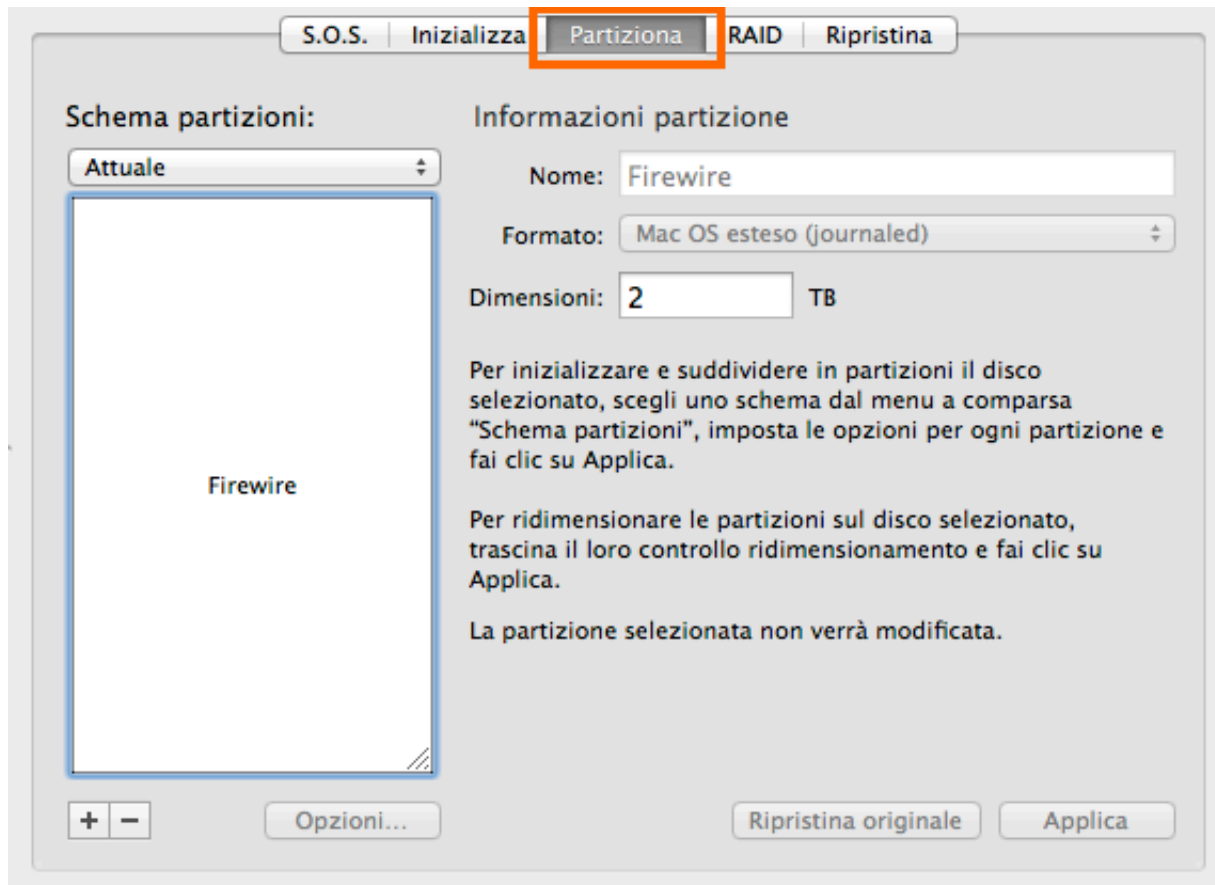 S.O.S. Inizializza Partiziona RAID Ripristina
Schema partizioni:
Attuale
Firewire
+ −
Opzioni...
Informazioni partizione
Nome: Firewire
Formato: Mac OS esteso (journaled)
Dimensioni: 2 TB
Per inizializzare e suddividere in partizioni il disco
selezionato, scegli uno schema dal menu a comparsa
“Schema partizioni”, imposta le opzioni per ogni partizione e
fai clic su Applica.
Per ridimensionare le partizioni sul disco selezionato,
trascina il loro controllo ridimensionamento e fai clic su
Applica.
La partizione selezionata non verrà modificata.
Ripristina originale Applica